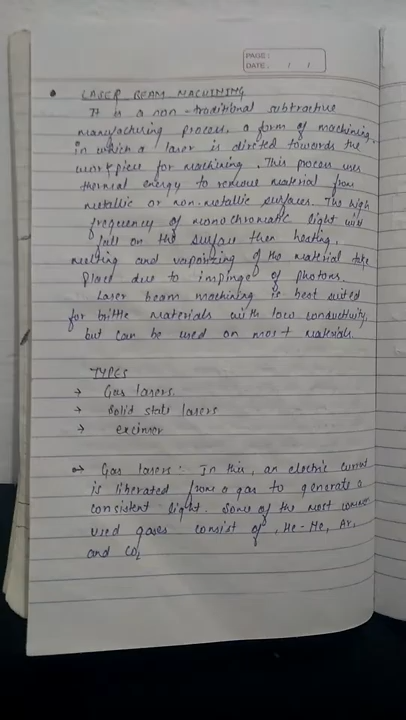 PAGE:
DATE: / /
• LASER BEAM MACHINING
It is a non-traditional subtractive
manufacturing process, a form of machining,
in which a laser is directed towards the
workpiece for machining. This process uses
thermal energy to remove material from
metallic or non-metallic surfaces. The high
frequency of monochromatic light will
fall on the surface then heating,
melting and vaporizing of the material take
place due to impinge of photons.
Laser beam machining is best suited
for brittle materials with low conductivity,
but can be used on most materials.
TYPES
→ Gas lasers.
→ Solid state lasers
→ excimer
⇒ Gas lasers: In this, an electric current
is liberated from a gas to generate a
consistent light. Some of the most common
used gases consist of, He-Ne, Ar,
and CO₂